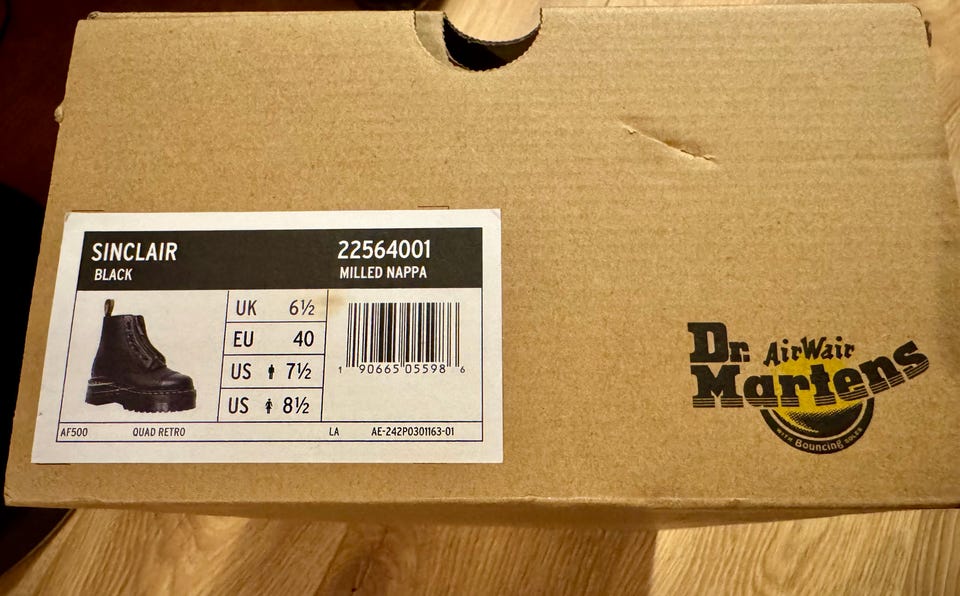 SINCLAIR 22564001
BLACK MILLED NAPPA
UK 6½
EU 40
US 7½
US 8½
1 90665 05598 6
AF500 QUAD RETRO LA AE-242P0301163-01
Dr. AirWair
Martens
WITH Bouncing SOLES